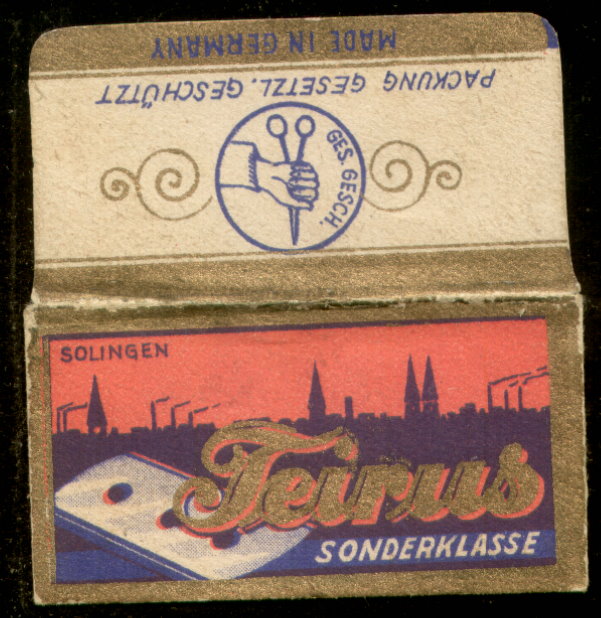 MADE IN GERMANY
PACKUNG GESETZL. GESCHÜTZT
GES. GESCH.
SOLINGEN
Teirus
SONDERKLASSE